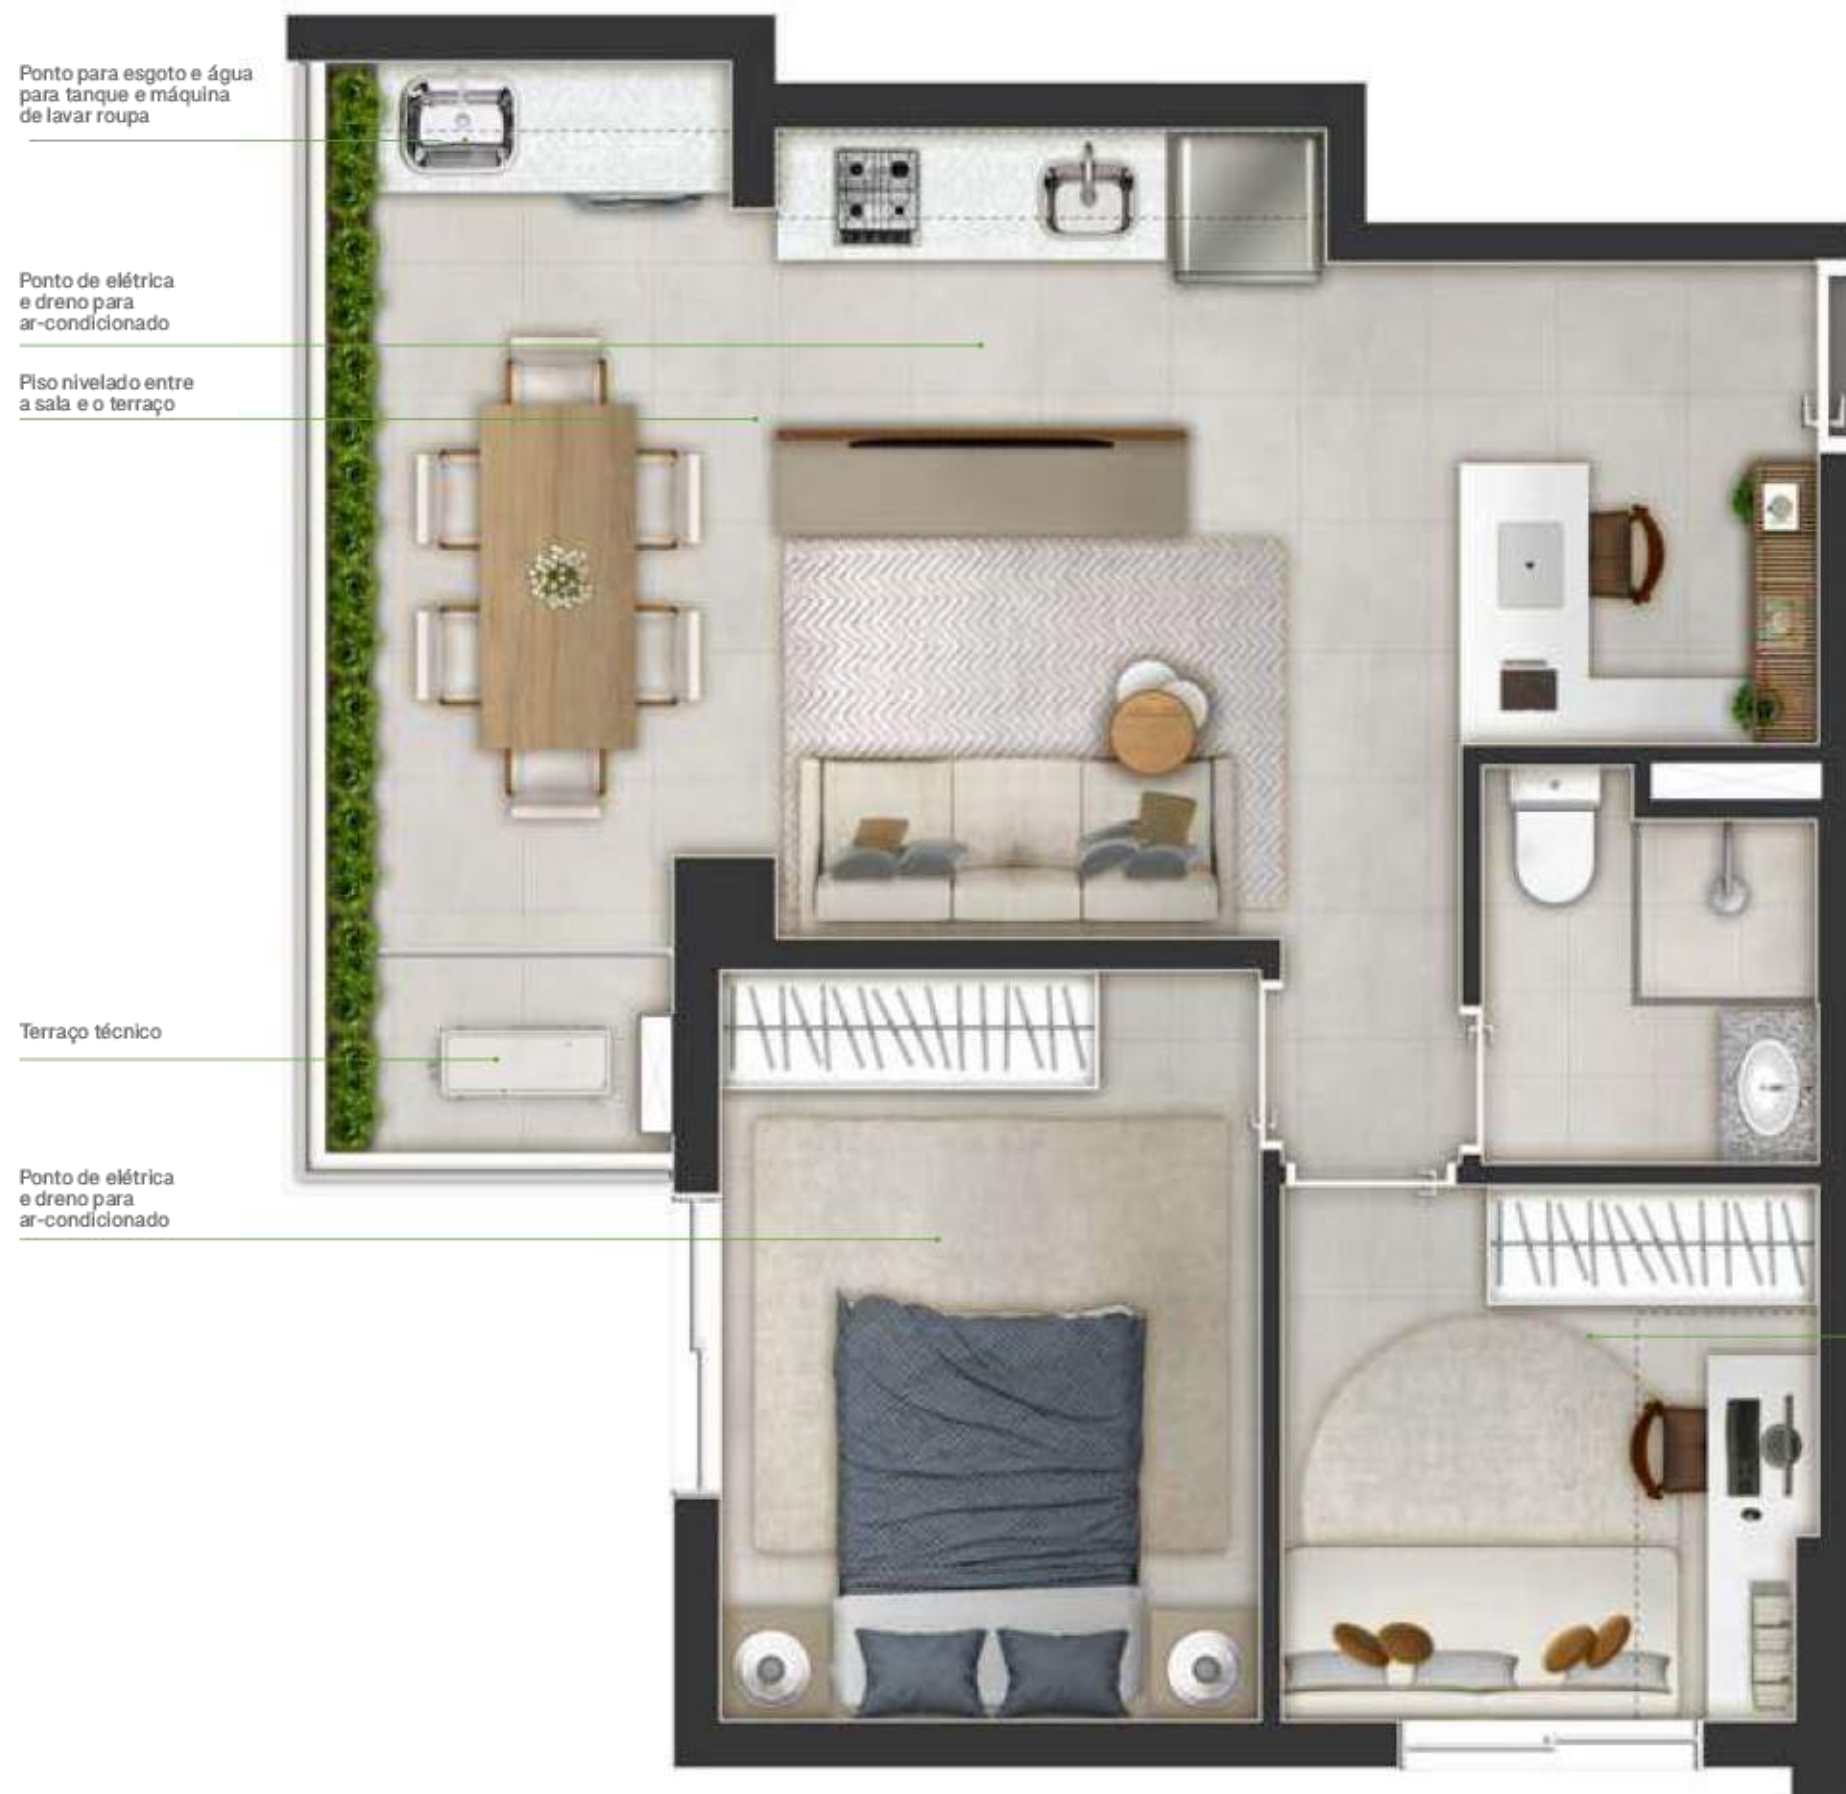 Ponto para esgoto e água
para tanque e máquina
de lavar roupa
Ponto de elétrica
e dreno para
ar-condicionado
Piso nivelado entre
a sala e o terraço
Terraço técnico
Ponto de elétrica
e dreno para
ar-condicionado